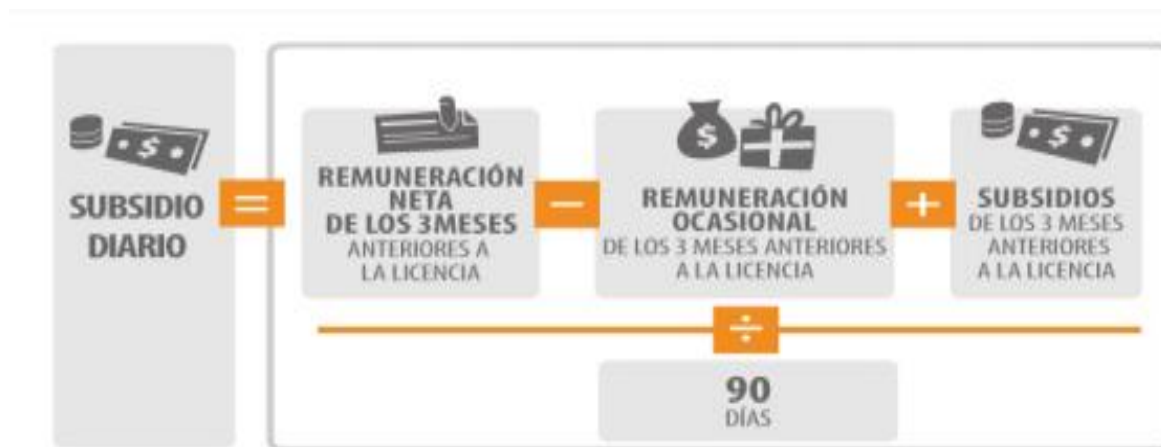 SUBSIDIO
DIARIO
=
REMUNERACIÓN
NETA
DE LOS 3MESES
ANTERIORES A
LA LICENCIA
−
REMUNERACIÓN
OCASIONAL
DE LOS 3 MESES ANTERIORES
A LA LICENCIA
+
SUBSIDIOS
DE LOS 3 MESES
ANTERIORES
A LA LICENCIA
÷
90
DÍAS